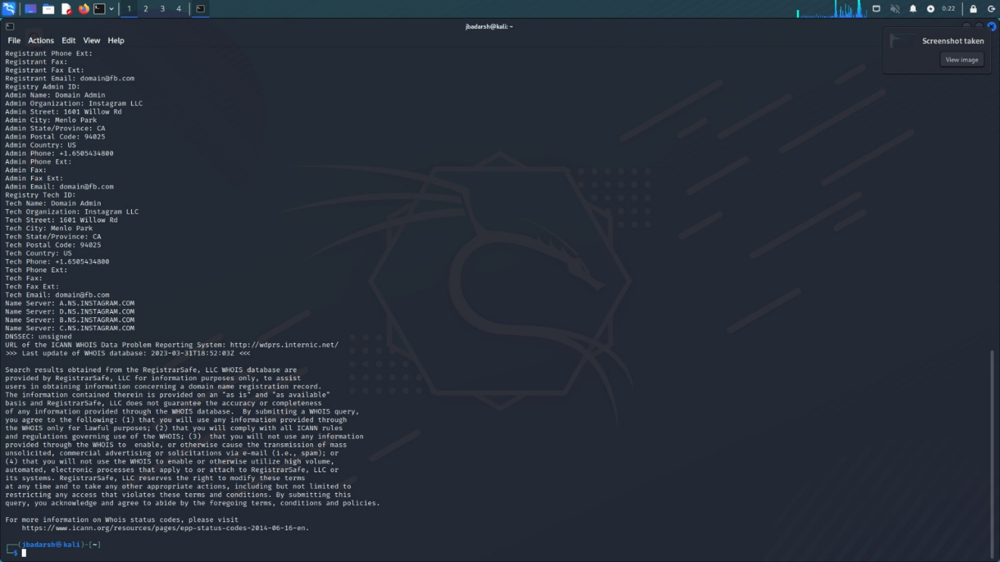 1 2 3 4
0:22
jbadarsh@kali: ~
File Actions Edit View Help
Screenshot taken
View image
Registrant Phone Ext:
Registrant Fax:
Registrant Fax Ext:
Registrant Email: domain@fb.com
Registry Admin ID:
Admin Name: Domain Admin
Admin Organization: Instagram LLC
Admin Street: 1601 Willow Rd
Admin City: Menlo Park
Admin State/Province: CA
Admin Postal Code: 94025
Admin Country: US
Admin Phone: +1.6505434800
Admin Phone Ext:
Admin Fax:
Admin Fax Ext:
Admin Email: domain@fb.com
Registry Tech ID:
Tech Name: Domain Admin
Tech Organization: Instagram LLC
Tech Street: 1601 Willow Rd
Tech City: Menlo Park
Tech State/Province: CA
Tech Postal Code: 94025
Tech Country: US
Tech Phone: +1.6505434800
Tech Phone Ext:
Tech Fax:
Tech Fax Ext:
Tech Email: domain@fb.com
Name Server: A.NS.INSTAGRAM.COM
Name Server: D.NS.INSTAGRAM.COM
Name Server: B.NS.INSTAGRAM.COM
Name Server: C.NS.INSTAGRAM.COM
DNSSEC: unsigned
URL of the ICANN WHOIS Data Problem Reporting System: http://wdprs.internic.net/
>>> Last update of WHOIS database: 2023-03-31T18:52:03Z <<<
Search results obtained from the RegistrarSafe, LLC WHOIS database are
provided by RegistrarSafe, LLC for information purposes only, to assist
users in obtaining information concerning a domain name registration record.
The information contained therein is provided on an "as is" and "as available"
basis and RegistrarSafe, LLC does not guarantee the accuracy or completeness
of any information provided through the WHOIS database.  By submitting a WHOIS query,
you agree to the following: (1) that you will use any information provided through
the WHOIS only for lawful purposes; (2) that you will comply with all ICANN rules
and regulations governing use of the WHOIS; (3)  that you will not use any information
provided through the WHOIS to  enable, or otherwise cause the transmission of mass
unsolicited, commercial advertising or solicitations via e-mail (i.e., spam); or
(4) that you will not use the WHOIS to enable or otherwise utilize high volume,
automated, electronic processes that apply to or attach to RegistrarSafe, LLC or
its systems. RegistrarSafe, LLC reserves the right to modify these terms
at any time and to take any other appropriate actions, including but not limited to
restricting any access that violates these terms and conditions. By submitting this
query, you acknowledge and agree to abide by the foregoing terms, conditions and policies.
For more information on Whois status codes, please visit
https://www.icann.org/resources/pages/epp-status-codes-2014-06-16-en.
┌──(jbadarsh㉿kali)-[~]
└─$